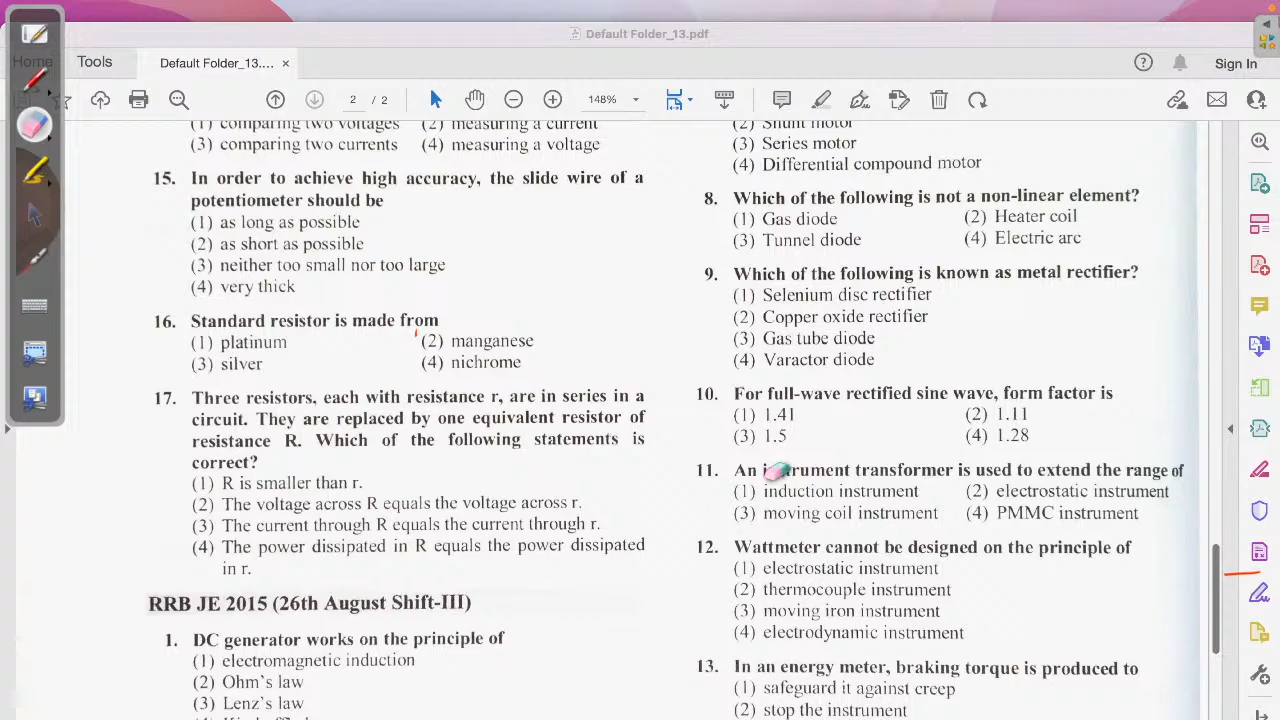 Default Folder_13.pdf
Home
Tools
Default Folder_13....
×
Sign In
2 / 2
148%
(1) comparing two voltages (2) measuring a current
(3) comparing two currents (4) measuring a voltage
15. In order to achieve high accuracy, the slide wire of a
potentiometer should be
(1) as long as possible
(2) as short as possible
(3) neither too small nor too large
(4) very thick
16. Standard resistor is made from
(1) platinum (2) manganese
(3) silver (4) nichrome
17. Three resistors, each with resistance r, are in series in a
circuit. They are replaced by one equivalent resistor of
resistance R. Which of the following statements is
correct?
(1) R is smaller than r.
(2) The voltage across R equals the voltage across r.
(3) The current through R equals the current through r.
(4) The power dissipated in R equals the power dissipated
in r.
RRB JE 2015 (26th August Shift-III)
1. DC generator works on the principle of
(1) electromagnetic induction
(2) Ohm's law
(3) Lenz's law
(2) Shunt motor
(3) Series motor
(4) Differential compound motor
8. Which of the following is not a non-linear element?
(1) Gas diode (2) Heater coil
(3) Tunnel diode (4) Electric arc
9. Which of the following is known as metal rectifier?
(1) Selenium disc rectifier
(2) Copper oxide rectifier
(3) Gas tube diode
(4) Varactor diode
10. For full-wave rectified sine wave, form factor is
(1) 1.41 (2) 1.11
(3) 1.5 (4) 1.28
11. An instrument transformer is used to extend the range of
(1) induction instrument (2) electrostatic instrument
(3) moving coil instrument (4) PMMC instrument
12. Wattmeter cannot be designed on the principle of
(1) electrostatic instrument
(2) thermocouple instrument
(3) moving iron instrument
(4) electrodynamic instrument
13. In an energy meter, braking torque is produced to
(1) safeguard it against creep
(2) stop the instrument